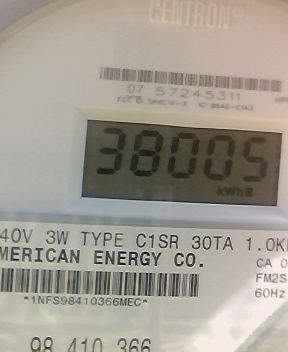 CENTRON®
07 57245311
38005
kWh
40V 3W TYPE C1SR 30TA 1.0K
MERICAN ENERGY CO.
CA 0
FM2S
60Hz
*1NFS98410366MEC*
98 410 366